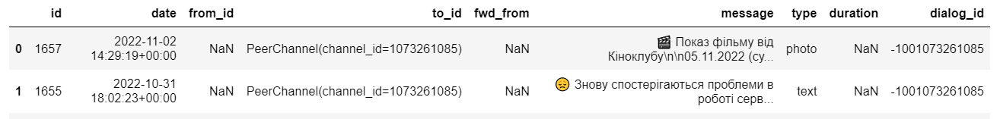 id date from_id to_id fwd_from message type duration dialog_id
0 1657 2022-11-02 14:29:19+00:00 NaN PeerChannel(channel_id=1073261085) NaN 🎬 Показ фільму від Кіноклубу\n\n05.11.2022 (су... photo NaN -1001073261085
1 1655 2022-10-31 18:02:23+00:00 NaN PeerChannel(channel_id=1073261085) NaN 😞 Знову спостерігаються проблеми в роботі серв... text NaN -1001073261085